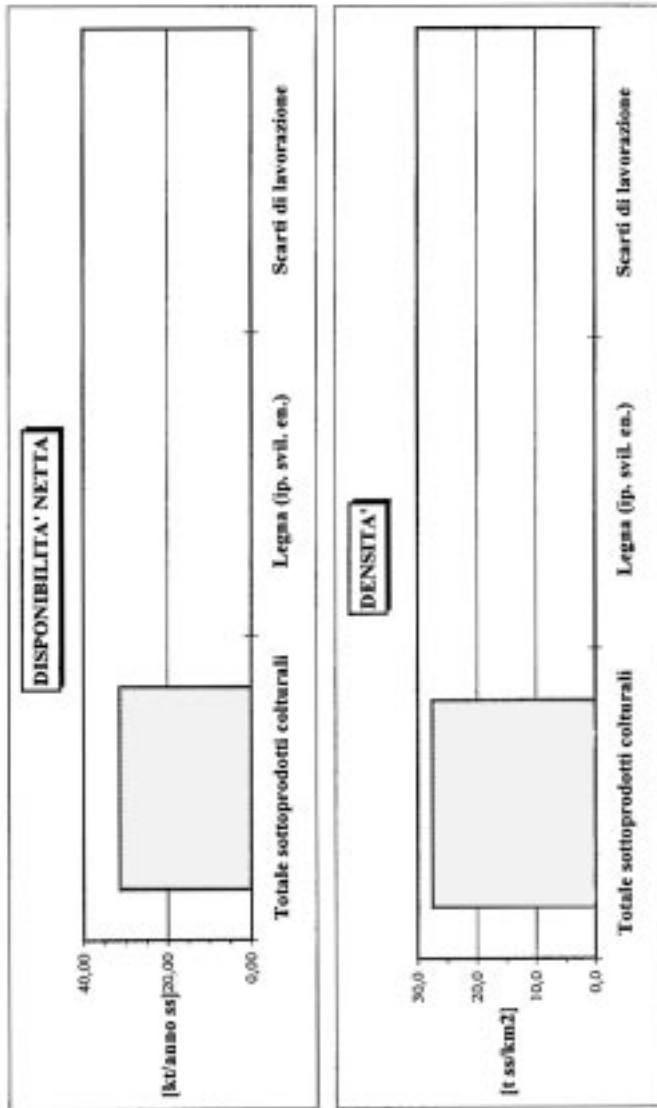 DISPONIBILITA' NETTA
[kt/anno ss]
40,00
20,00
0,00
Totale sottoprodotti colturali
Legna (ip. svil. en.)
Scarti di lavorazione
DENSITA'
[t ss/km2]
30,0
20,0
10,0
0,0
Totale sottoprodotti colturali
Legna (ip. svil. en.)
Scarti di lavorazione